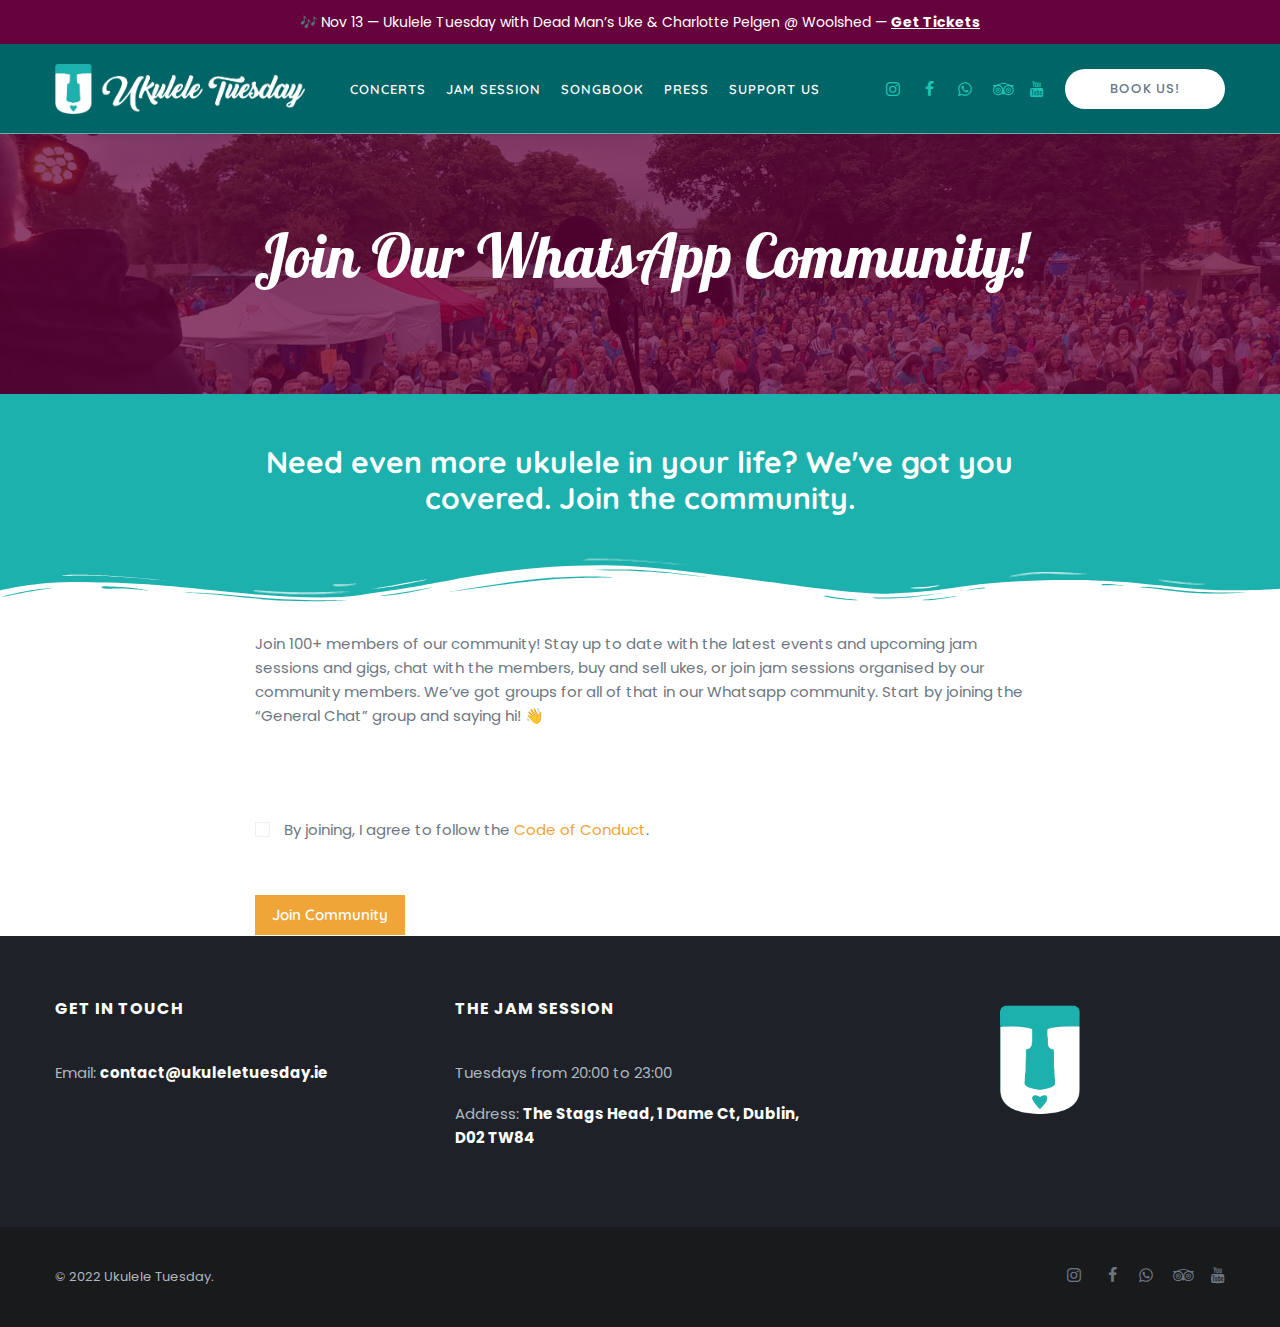 🎶 Nov 13 — Ukulele Tuesday with Dead Man’s Uke & Charlotte Pelgen @ Woolshed — Get Tickets
Ukulele Tuesday
CONCERTS JAM SESSION SONGBOOK PRESS SUPPORT US
BOOK US!
Join Our WhatsApp Community!
Need even more ukulele in your life? We've got you
covered. Join the community.
Join 100+ members of our community! Stay up to date with the latest events and upcoming jam
sessions and gigs, chat with the members, buy and sell ukes, or join jam sessions organised by our
community members. We’ve got groups for all of that in our Whatsapp community. Start by joining the
“General Chat” group and saying hi! 👋
By joining, I agree to follow the Code of Conduct.
Join Community
GET IN TOUCH
Email: contact@ukuleletuesday.ie
THE JAM SESSION
Tuesdays from 20:00 to 23:00
Address: The Stags Head, 1 Dame Ct, Dublin,
D02 TW84
© 2022 Ukulele Tuesday.